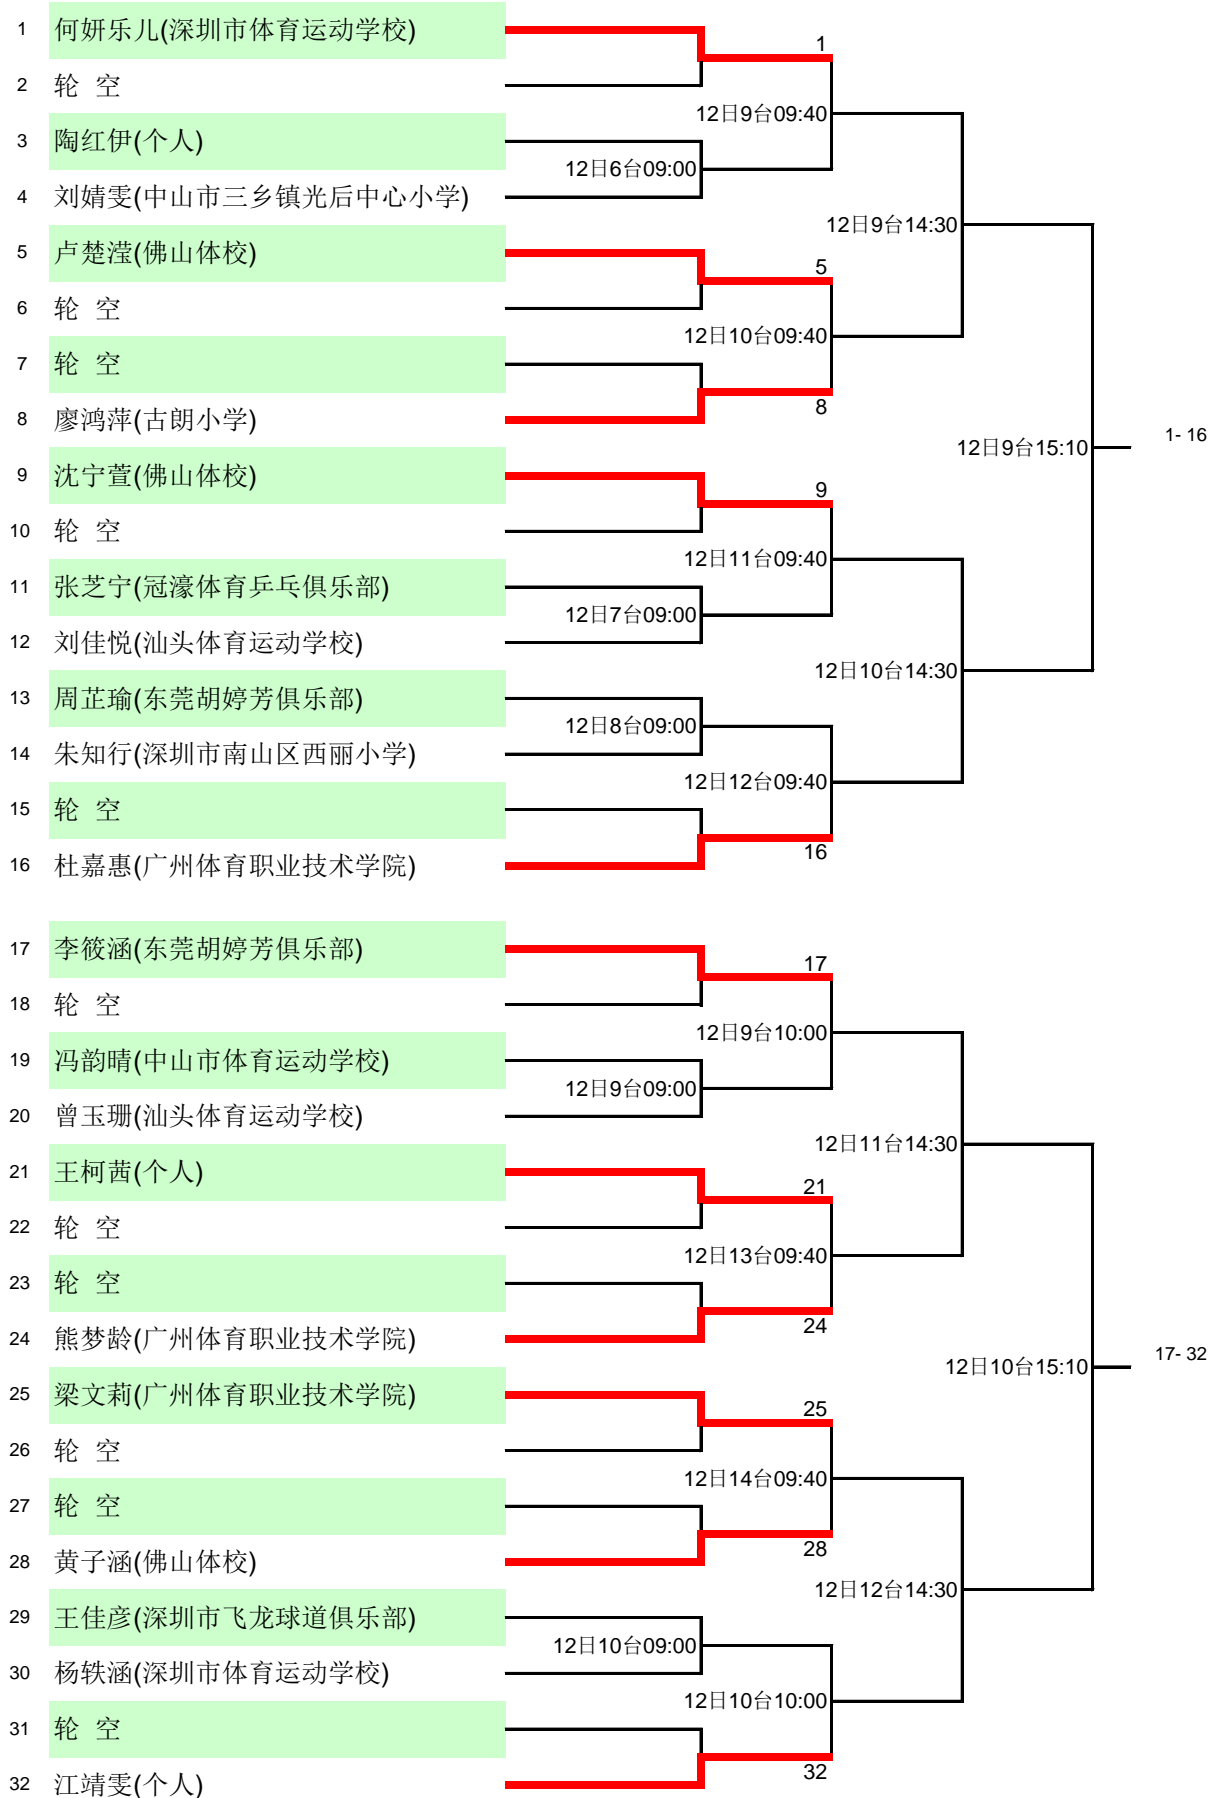 1 何妍乐儿(深圳市体育运动学校)
1
2 轮 空
12日9台09:40
3 陶红伊(个人)
12日6台09:00
4 刘婧雯(中山市三乡镇光后中心小学)
12日9台14:30
5 卢楚滢(佛山体校)
5
6 轮 空
12日10台09:40
7 轮 空
8
8 廖鸿萍(古朗小学)
1- 16
12日9台15:10
9 沈宁萱(佛山体校)
9
10 轮 空
12日11台09:40
11 张芝宁(冠濠体育乒乓俱乐部)
12日7台09:00
12 刘佳悦(汕头体育运动学校)
12日10台14:30
13 周芷瑜(东莞胡婷芳俱乐部)
12日8台09:00
14 朱知行(深圳市南山区西丽小学)
12日12台09:40
15 轮 空
16
16 杜嘉惠(广州体育职业技术学院)
17 李筱涵(东莞胡婷芳俱乐部)
17
18 轮 空
12日9台10:00
19 冯韵晴(中山市体育运动学校)
12日9台09:00
20 曾玉珊(汕头体育运动学校)
12日11台14:30
21 王柯茜(个人)
21
22 轮 空
12日13台09:40
23 轮 空
24
24 熊梦龄(广州体育职业技术学院)
17- 32
12日10台15:10
25 梁文莉(广州体育职业技术学院)
25
26 轮 空
12日14台09:40
27 轮 空
28
28 黄子涵(佛山体校)
12日12台14:30
29 王佳彦(深圳市飞龙球道俱乐部)
12日10台09:00
30 杨轶涵(深圳市体育运动学校)
12日10台10:00
31 轮 空
32
32 江靖雯(个人)